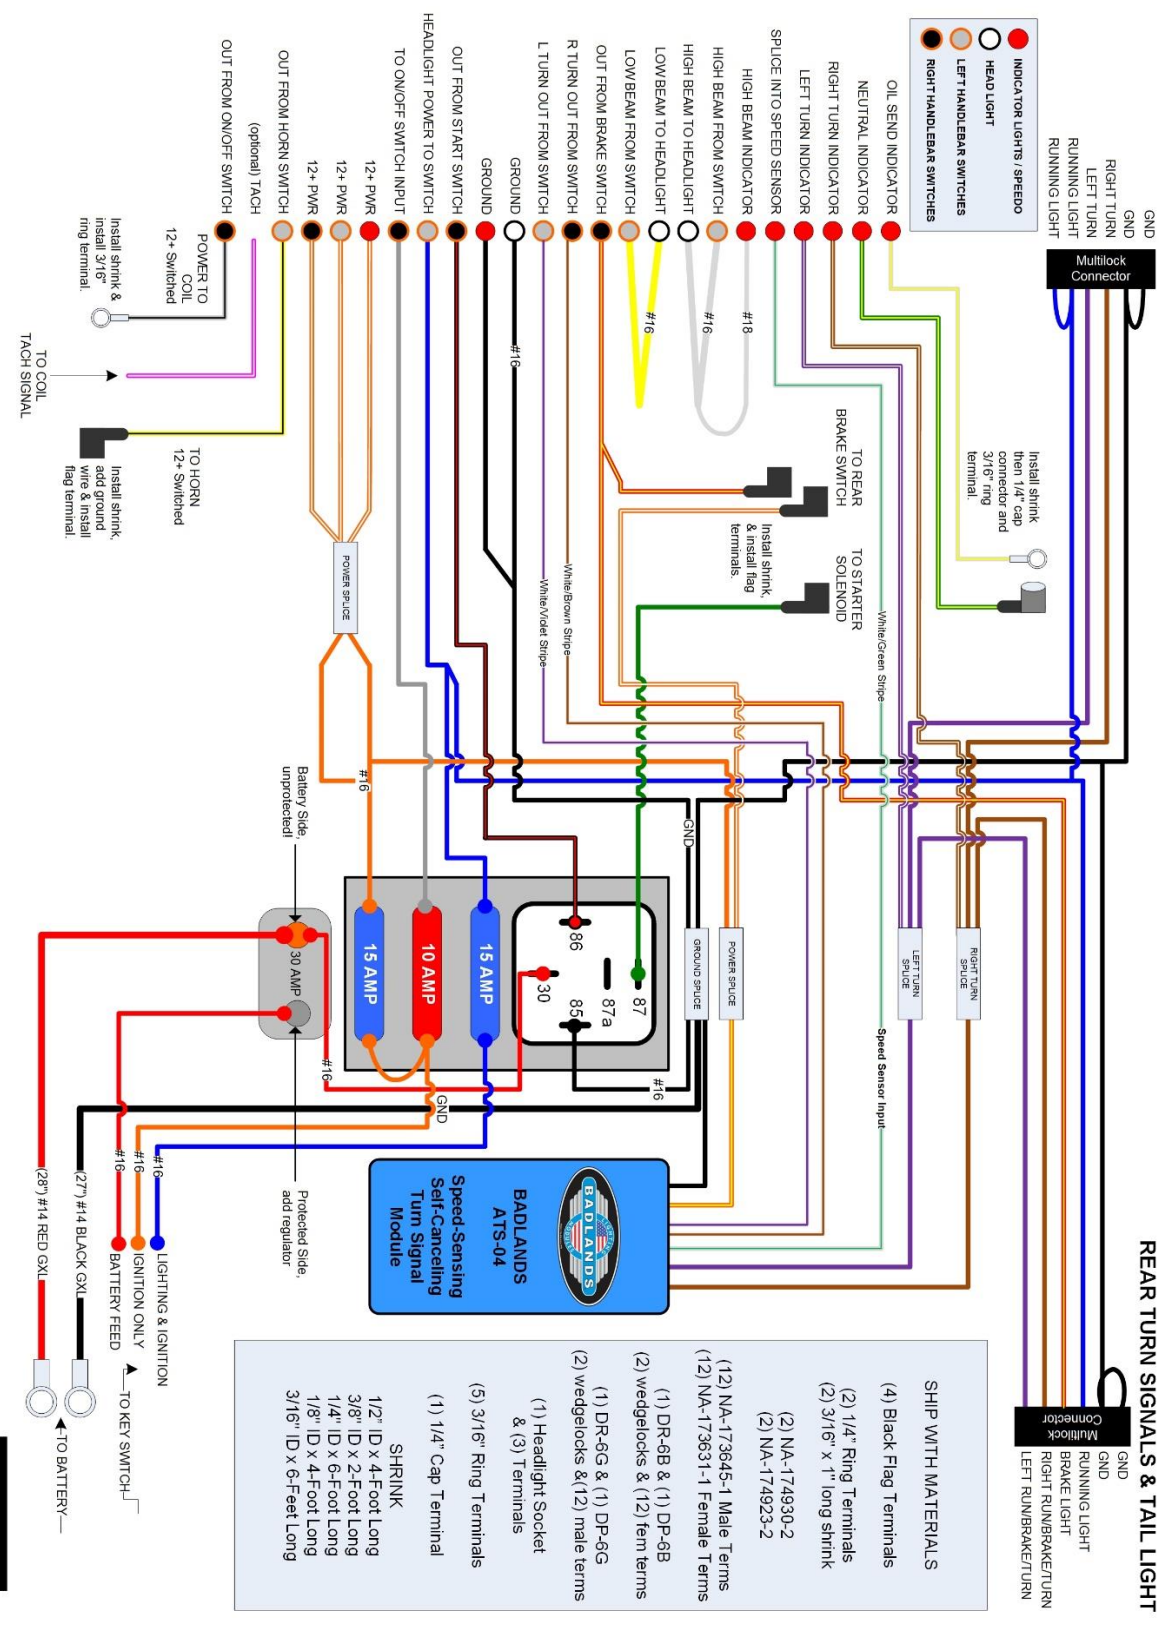 REAR TURN SIGNALS & TAIL LIGHT
GND
GND
RIGHT TURN
LEFT TURN
RUNNING LIGHT
RUNNING LIGHT
Multilock
Connector
INDICATOR LIGHTS / SPEEDO
HEAD LIGHT
LEFT HANDLEBAR SWITCHES
RIGHT HANDLEBAR SWITCHES
OIL SEND INDICATOR
NEUTRAL INDICATOR
RIGHT TURN INDICATOR
LEFT TURN INDICATOR
SPLICE INTO SPEED SENSOR
HIGH BEAM INDICATOR
HIGH BEAM FROM SWITCH
HIGH BEAM TO HEADLIGHT
LOW BEAM TO HEADLIGHT
LOW BEAM FROM SWITCH
OUT FROM BRAKE SWITCH
R TURN OUT FROM SWITCH
L TURN OUT FROM SWITCH
GROUND
GROUND
OUT FROM START SWITCH
HEADLIGHT POWER TO SWITCH
TO ON/OFF SWITCH INPUT
12+ PWR
12+ PWR
12+ PWR
OUT FROM HORN SWITCH
(optional) TACH
OUT FROM ON/OFF SWITCH
#18
#16
#16
#16
POWER TO
COIL
12+ Switched
Install shrink &
install 3/16"
ring terminal.
TO COIL
TACH SIGNAL
TO HORN
12+ Switched
Install shrink,
add ground
wire & install
flag terminal.
Install shrink
then 1/4" cap
connector and
3/16" ring
terminal.
TO REAR
BRAKE SWITCH
Install shrink,
& install flag
terminals.
TO STARTER
SOLENOID
White/Green Stripe
White/Brown Stripe
White/Violet Stripe
POWER SPLICE
#16
GND
RIGHT TURN
SPLICE
LEFT TURN
SPLICE
POWER SPLICE
GROUND SPLICE
87
87a
86
85
30
15 AMP
10 AMP
15 AMP
30 AMP
Battery Side,
unprotected!
Protected Side,
add regulator
Speed Sensor Input
#16
#16
GND
#16
#16
#16
BADLANDS
BADLANDS
ATS-04
Speed-Sensing
Self-Canceling
Turn Signal
Module
(27") #14 BLACK GXL
(28") #14 RED GXL
LIGHTING & IGNITION
IGNITION ONLY
BATTERY FEED
TO KEY SWITCH
TO BATTERY
SHIP WITH MATERIALS
(4) Black Flag Terminals
(2) 1/4" Ring Terminals
(2) 3/16" x 1" long shrink
(2) NA-174930-2
(2) NA-174923-2
(12) NA-173645-1 Male Terms
(12) NA-173631-1 Female Terms
(1) DR-6B & (1) DP-6B
(2) wedgelocks & (12) fem terms
(1) DR-6G & (1) DP-6G
(2) wedgelocks &(12) male terms
(1) Headlight Socket
& (3) Terminals
(5) 3/16" Ring Terminals
(1) 1/4" Cap Terminal
SHRINK
1/2" ID x 4-Foot Long
3/8" ID x 2-Foot Long
1/4" ID x 6-Foot Long
1/8" ID x 4-Foot Long
3/16" ID x 6-Feet Long
Multilock
Connector
GND
GND
RUNNING LIGHT
BRAKE LIGHT
RIGHT RUN/BRAKE/TURN
LEFT RUN/BRAKE/TURN